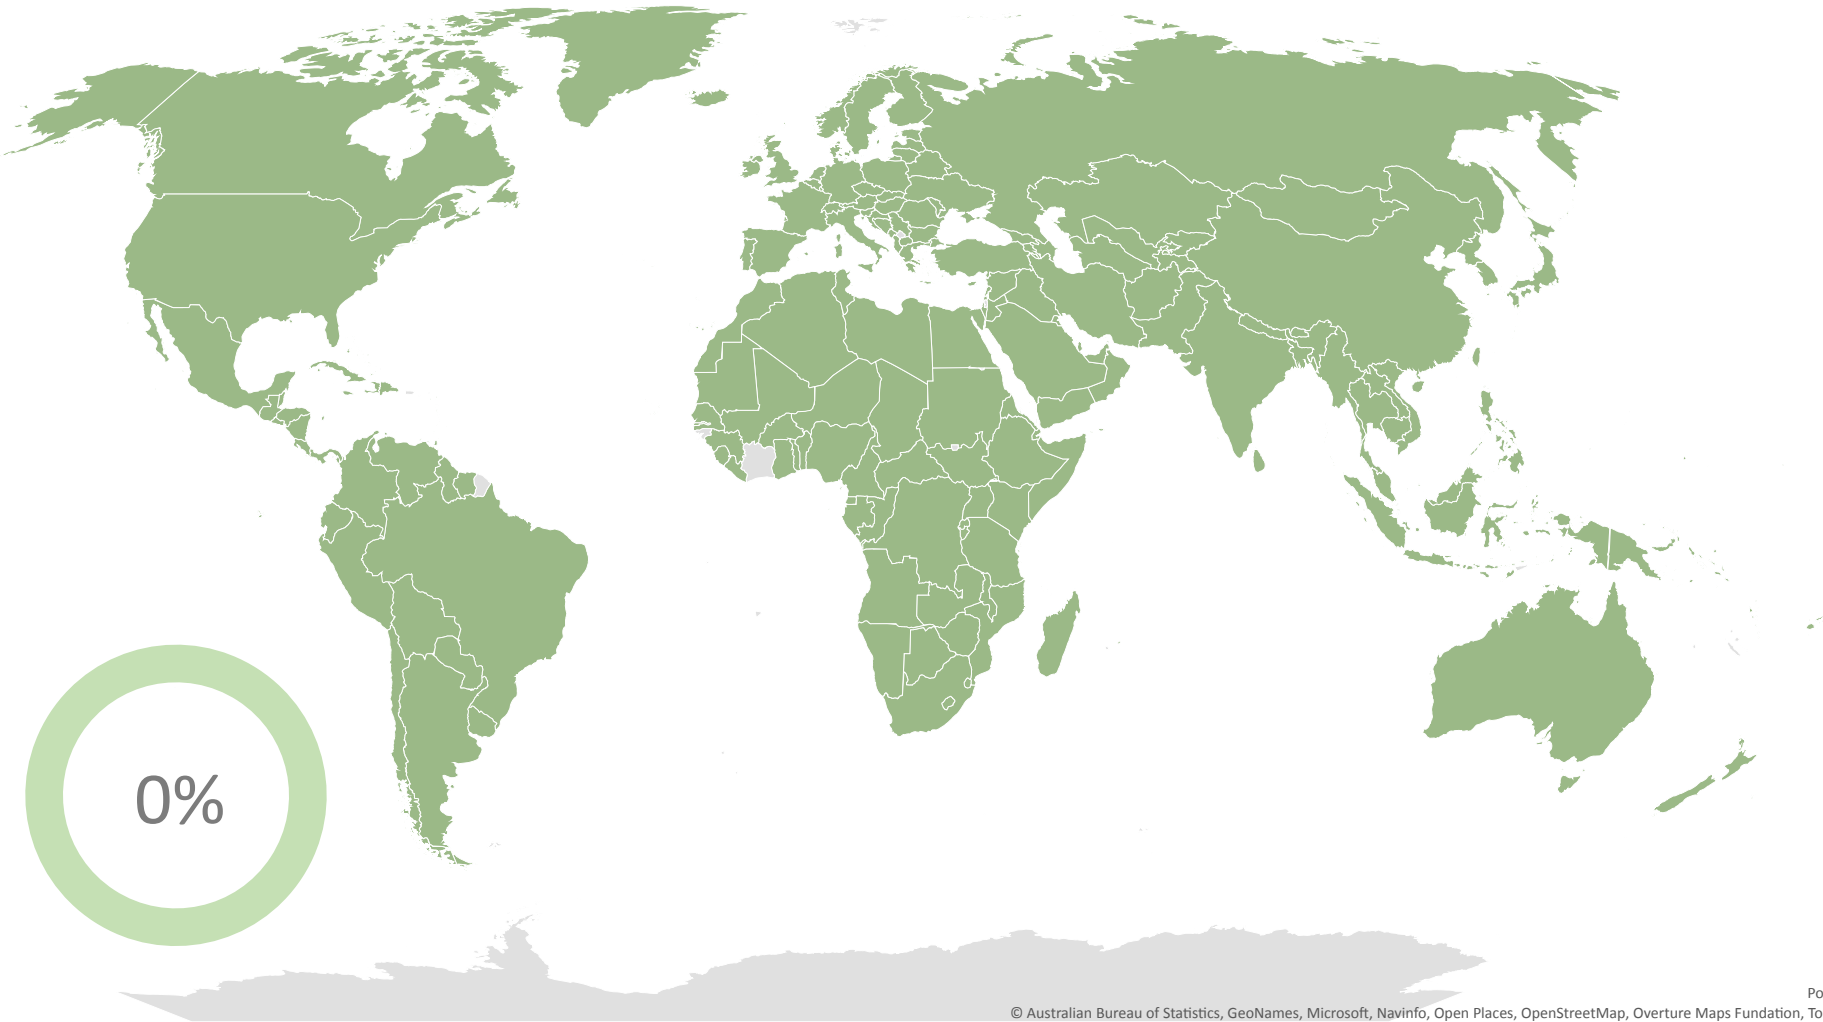 0%
Po
© Australian Bureau of Statistics, GeoNames, Microsoft, Navinfo, Open Places, OpenStreetMap, Overture Maps Fundation, To